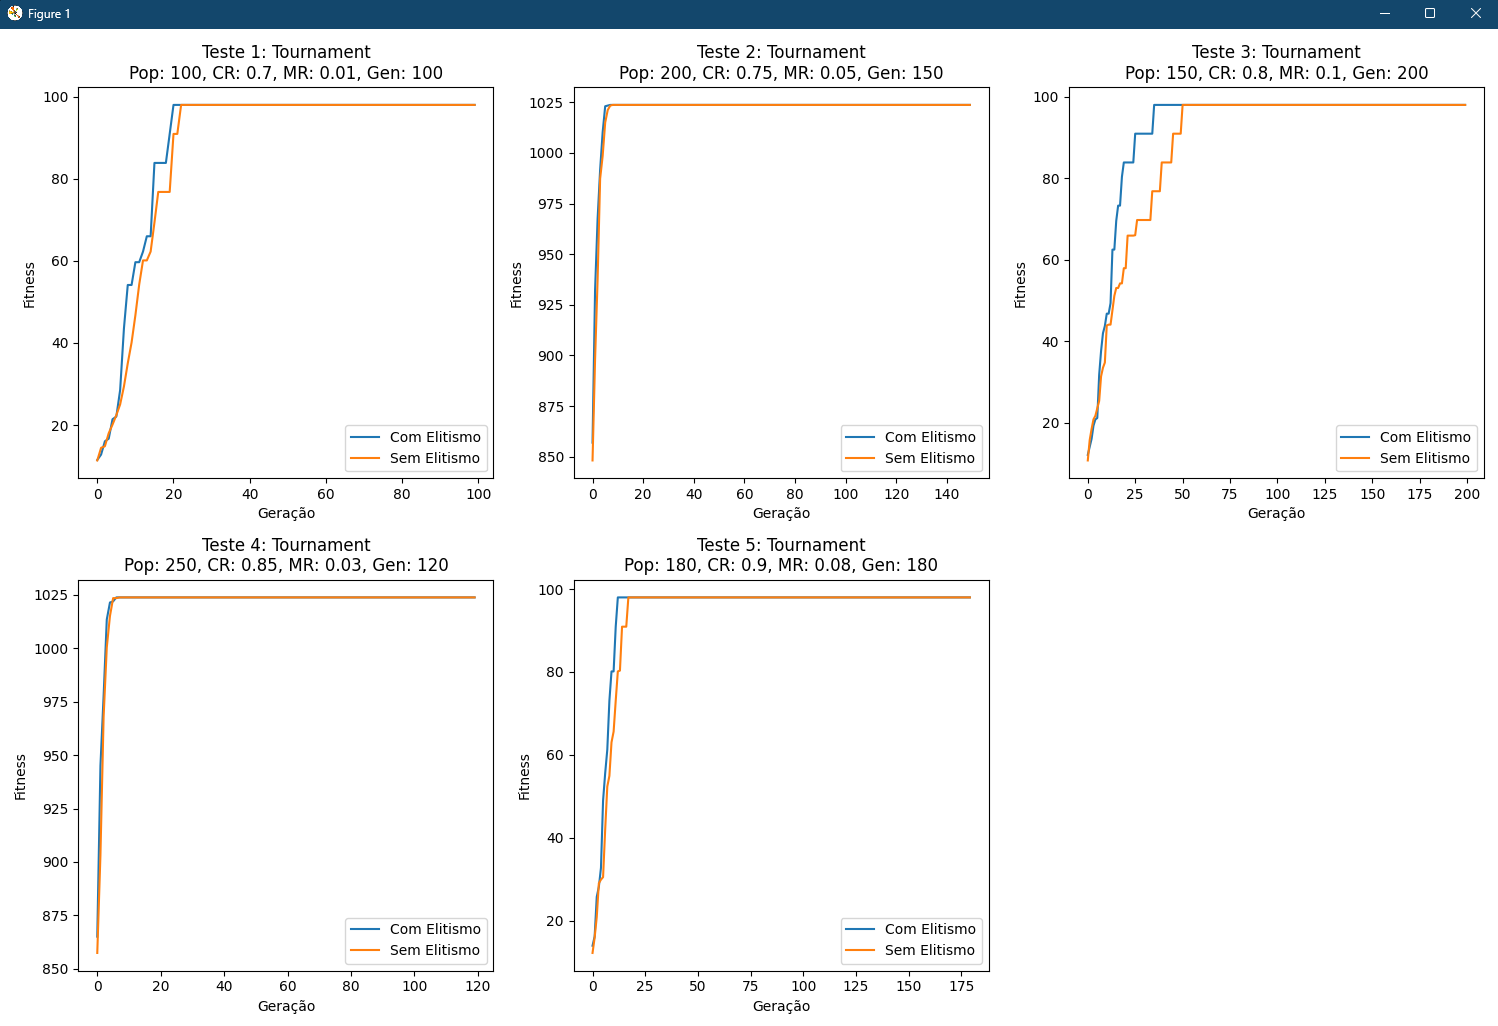 Figure 1
Teste 1: Tournament
Pop: 100, CR: 0.7, MR: 0.01, Gen: 100
Fitness
100
80
60
40
20
0 20 40 60 80 100
Geração
Com Elitismo
Sem Elitismo
Teste 2: Tournament
Pop: 200, CR: 0.75, MR: 0.05, Gen: 150
Fitness
1025
1000
975
950
925
900
875
850
0 20 40 60 80 100 120 140
Geração
Com Elitismo
Sem Elitismo
Teste 3: Tournament
Pop: 150, CR: 0.8, MR: 0.1, Gen: 200
Fitness
100
80
60
40
20
0 25 50 75 100 125 150 175 200
Geração
Com Elitismo
Sem Elitismo
Teste 4: Tournament
Pop: 250, CR: 0.85, MR: 0.03, Gen: 120
Fitness
1025
1000
975
950
925
900
875
850
0 20 40 60 80 100 120
Geração
Com Elitismo
Sem Elitismo
Teste 5: Tournament
Pop: 180, CR: 0.9, MR: 0.08, Gen: 180
Fitness
100
80
60
40
20
0 25 50 75 100 125 150 175
Geração
Com Elitismo
Sem Elitismo